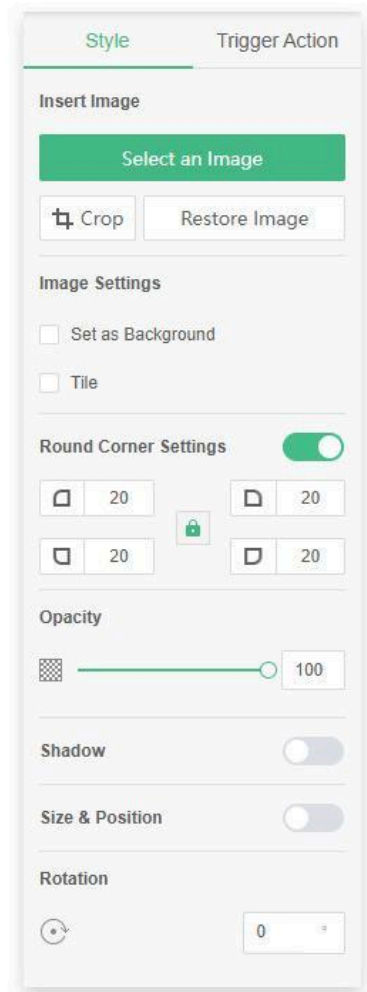 Style Trigger Action
Insert Image
Select an Image
Crop Restore Image
Image Settings
Set as Background
Tile
Round Corner Settings
20 20
20 20
Opacity
100
Shadow
Size & Position
Rotation
0 °